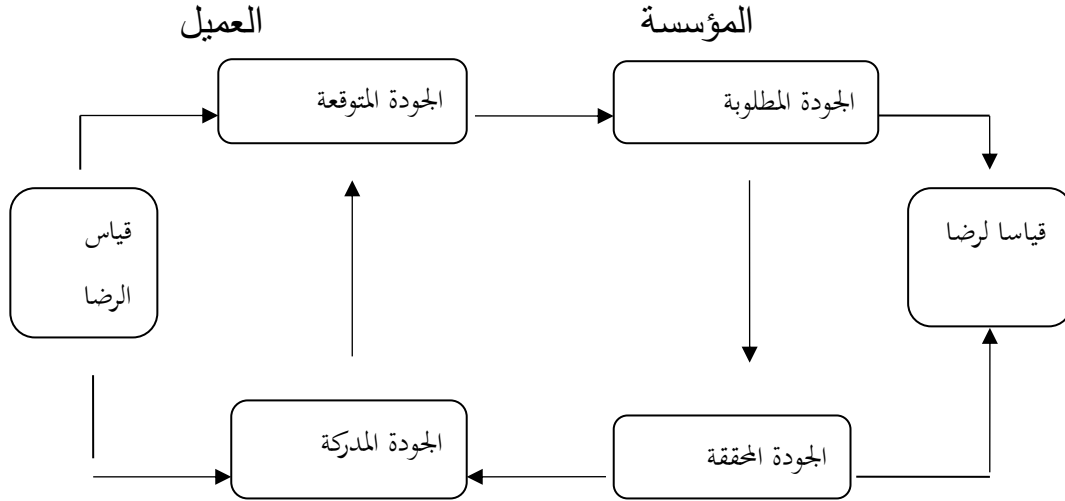 المؤسسة
العميل
الجودة المطلوبة
الجودة المتوقعة
قياسا لرضا
قياس
الرضا
الجودة المحققة
الجودة المدركة